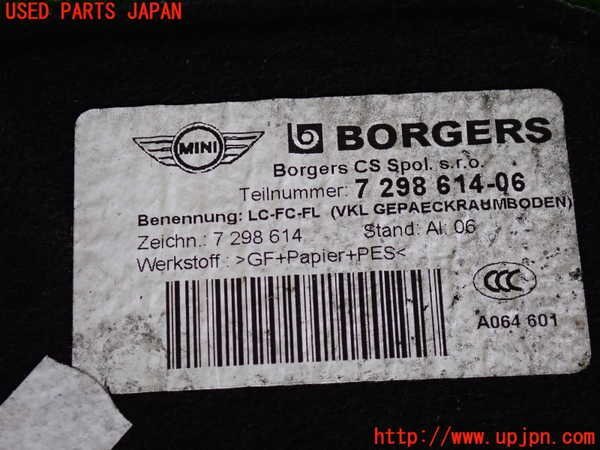 USED PARTS JAPAN
MINI
BORGERS
Borgers CS Spol. s.r.o.
Teilnummer: 7 298 614-06
Benennung: LC-FC-FL (VKL GEPAECKRAUMBODEN)
Zeichn.: 7 298 614 Stand: AI: 06
Werkstoff : >GF+Papier+PES<
CCC
A064 601
http://www.upjpn.com